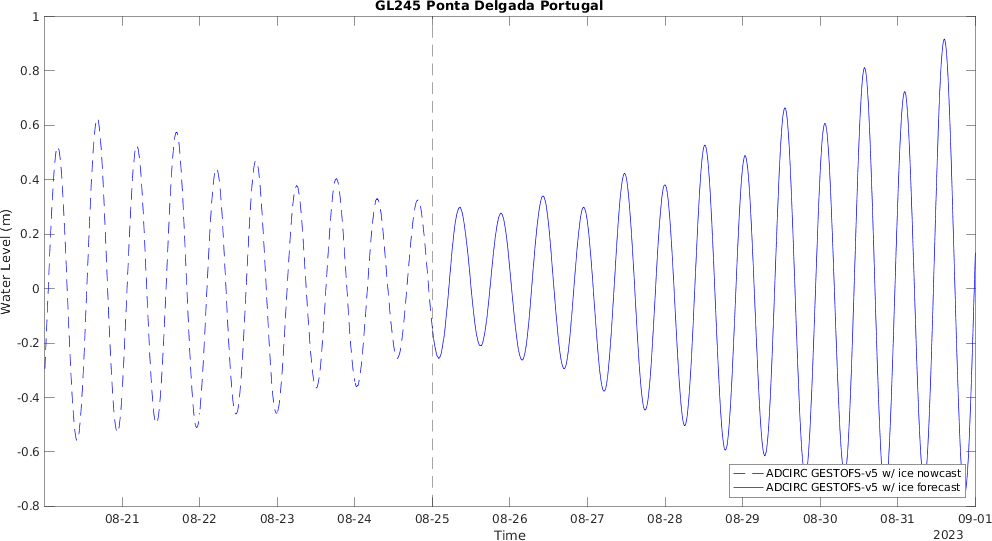 GL245 Ponta Delgada Portugal
Water Level (m)
1
0.8
0.6
0.4
0.2
0
-0.2
-0.4
-0.6
-0.8
ADCIRC GESTOFS-v5 w/ ice nowcast
ADCIRC GESTOFS-v5 w/ ice forecast
08-21 08-22 08-23 08-24 08-25 08-26 08-27 08-28 08-29 08-30 08-31 09-01
Time
2023